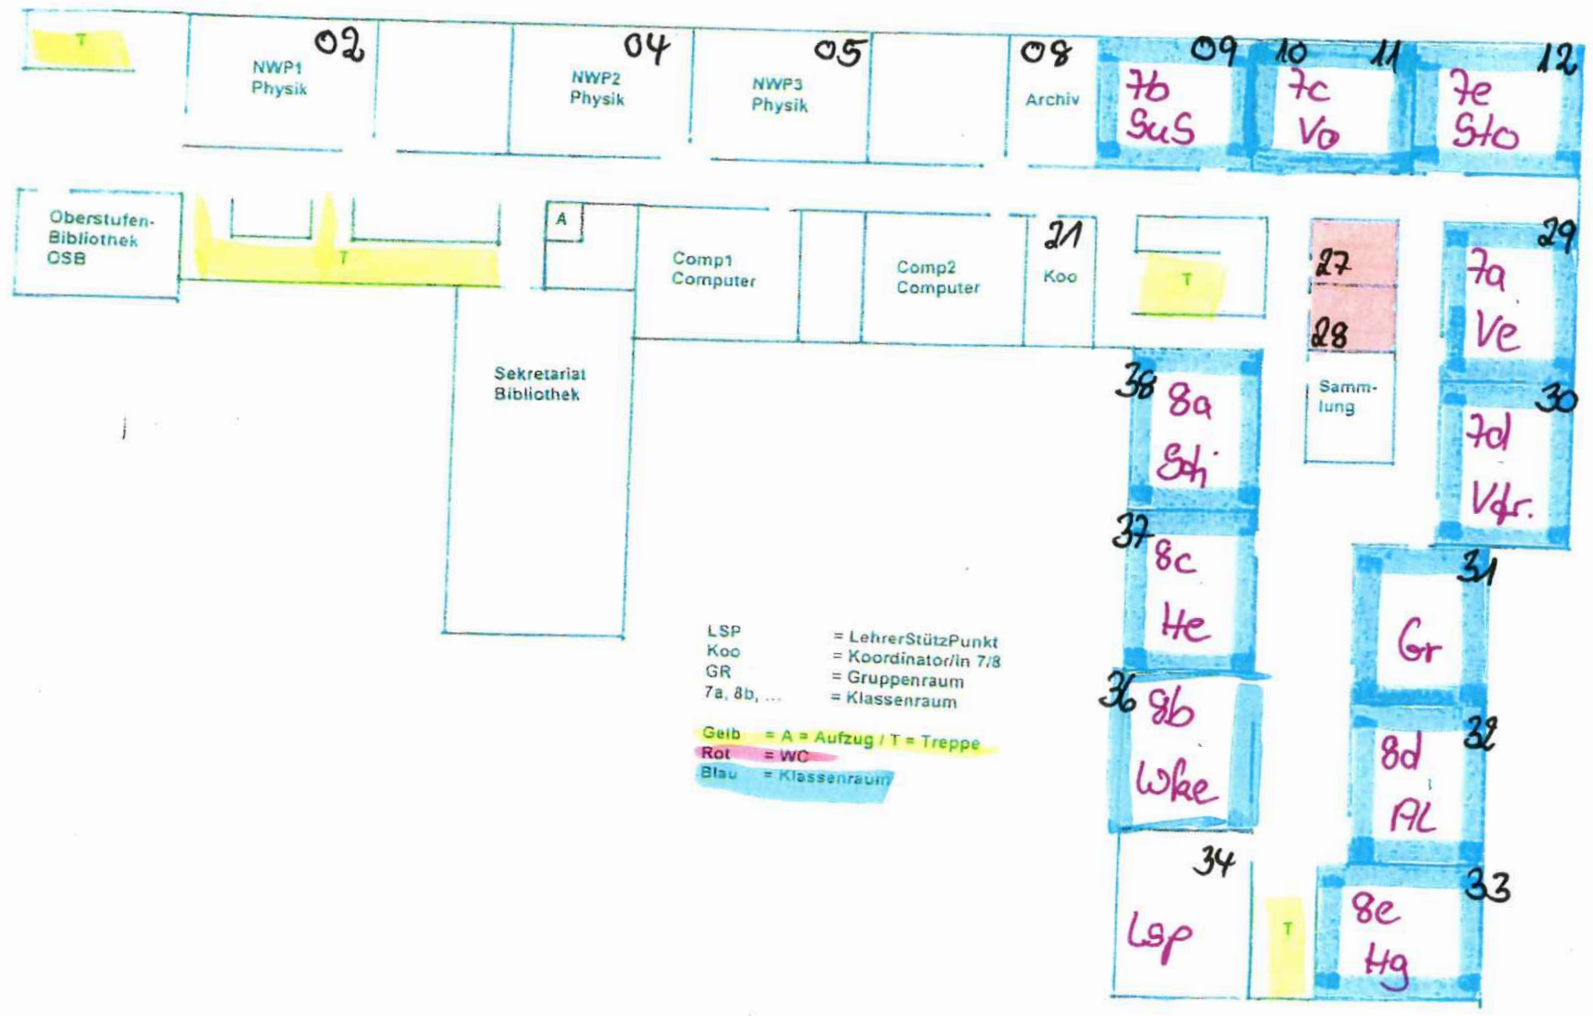 T
02
NWP1
Physik
04
NWP2
Physik
05
NWP3
Physik
08
Archiv
09
7b
SuS
10
11
7c
Vo
12
7e
Sto
Oberstufen-
Bibliothek
OSB
T
A
Comp1
Computer
Comp2
Computer
21
Koo
T
27
28
Samm-
lung
29
7a
Ve
30
7d
Sekretariat
Bibliothek
38
8a
Sch
37
8c
He
36
8b
Wke
34
Lsp
T
31
Gr
32
8d
AL
33
8e
Hg
LSP = LehrerStützPunkt
Koo = Koordinator/in 7/8
GR = Gruppenraum
7a, 8b, ... = Klassenraum
Gelb = A = Aufzug / T = Treppe
Rot = WC
Blau = Klassenraum